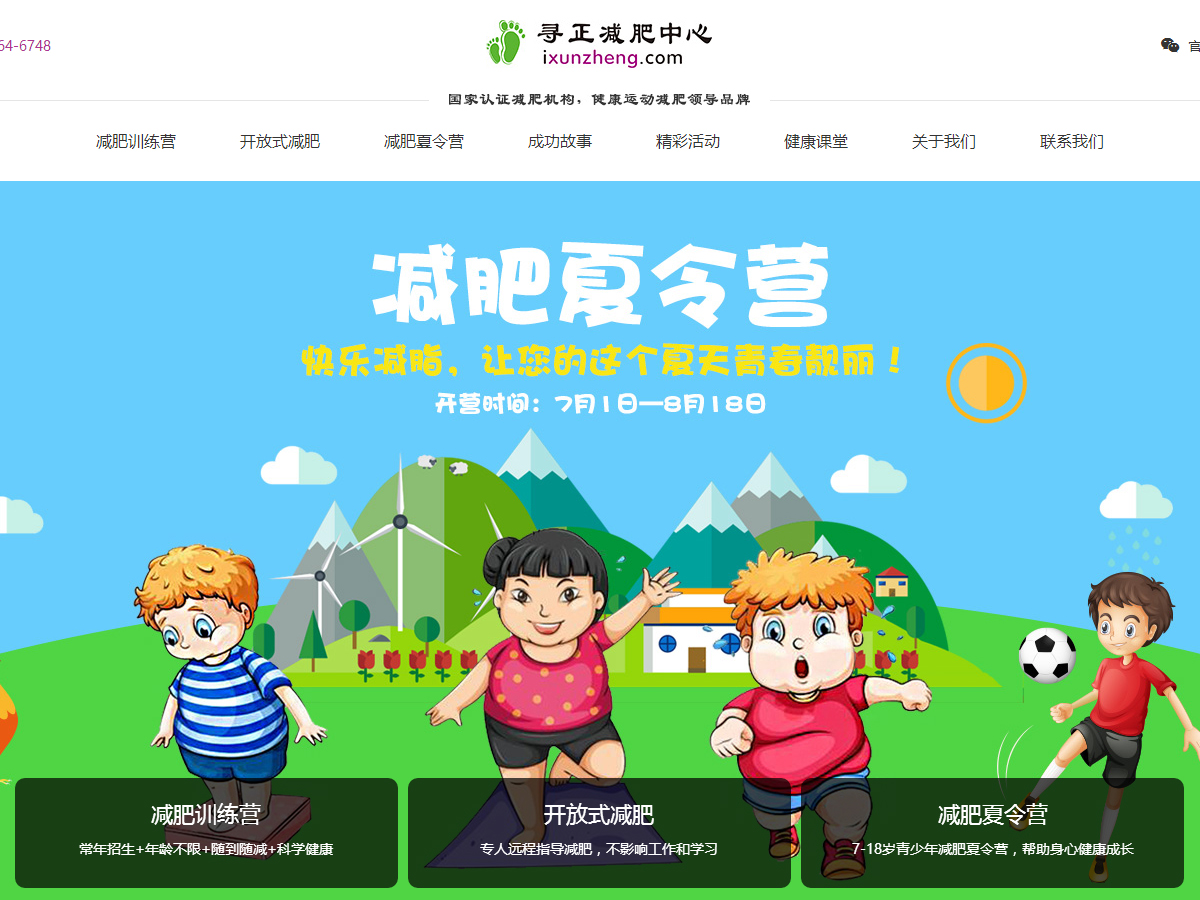 寻正减肥中心
64-6748
ixunzheng.com
国家认证减肥机构，健康运动减肥领导品牌
减肥训练营 开放式减肥 减肥夏令营 成功故事 精彩活动 健康课堂 关于我们 联系我们
减肥夏令营
快乐减脂，让您的这个夏天青春靓丽！
开营时间：7月1日—8月18日
减肥训练营
常年招生+年龄不限+随到随减+科学健康
开放式减肥
专人远程指导减肥，不影响工作和学习
减肥夏令营
7-18岁青少年减肥夏令营，帮助身心健康成长